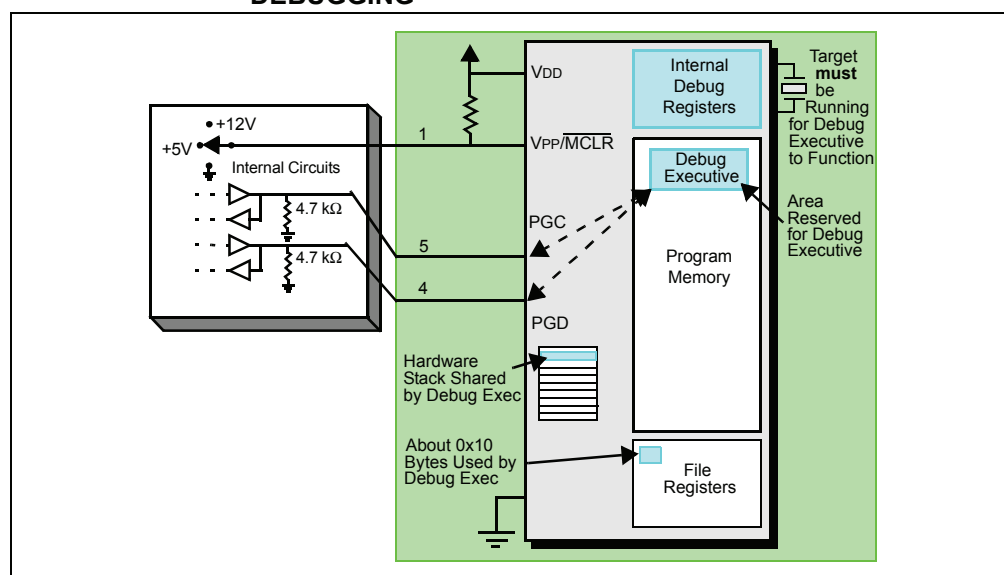 DEBUGGING
+12V
+5V
Internal Circuits
4.7 kΩ
4.7 kΩ
1
5
4
VDD
VPP/MCLR
PGC
PGD
Internal
Debug
Registers
Target
must
be
Running
for Debug
Executive
to Function
Debug
Executive
Area
Reserved
for Debug
Executive
Program
Memory
Hardware
Stack Shared
by Debug Exec
About 0x10
Bytes Used by
Debug Exec
File
Registers